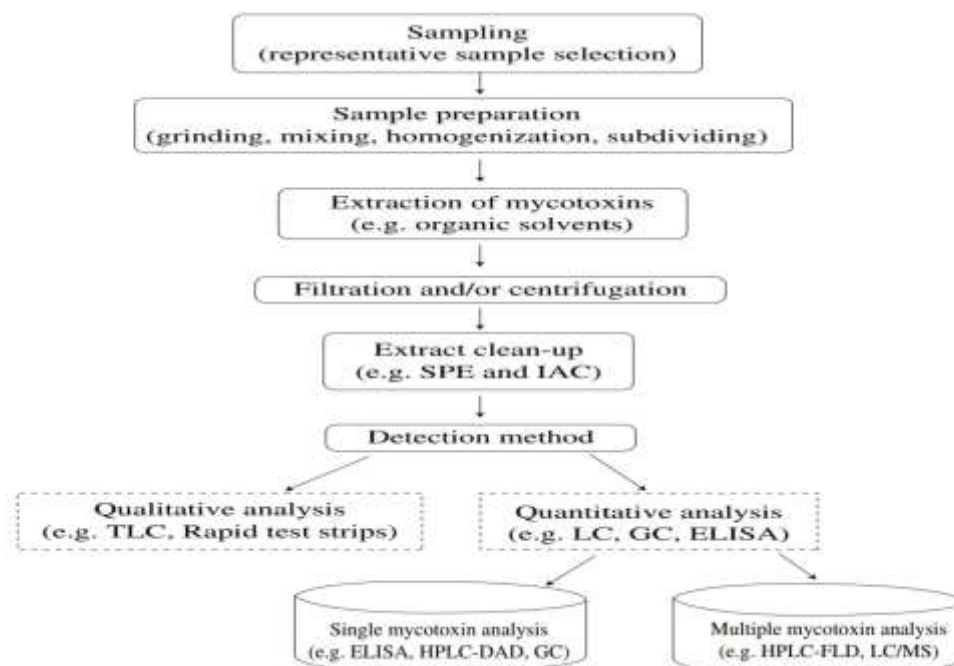 Sampling
(representative sample selection)
Sample preparation
(grinding, mixing, homogenization, subdividing)
Extraction of mycotoxins
(e.g. organic solvents)
Filtration and/or centrifugation
Extract clean-up
(e.g. SPE and IAC)
Detection method
Qualitative analysis
(e.g. TLC, Rapid test strips)
Quantitative analysis
(e.g. LC, GC, ELISA)
Single mycotoxin analysis
(e.g. ELISA, HPLC-DAD, GC)
Multiple mycotoxin analysis
(e.g. HPLC-FLD, LC/MS)